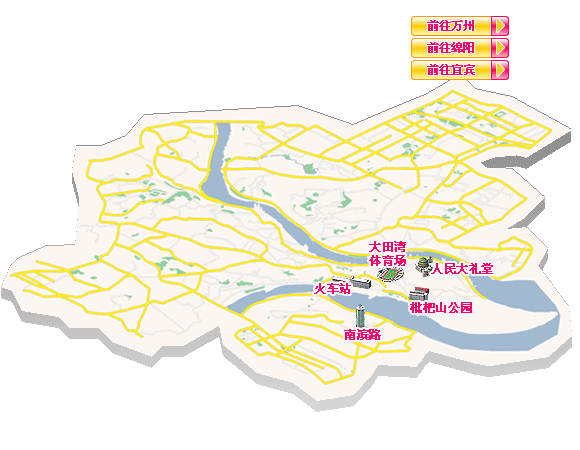 前往万州
前往绵阳
前往宜宾
大田湾
体育场
人民大礼堂
火车站
枇杷山公园
南滨路